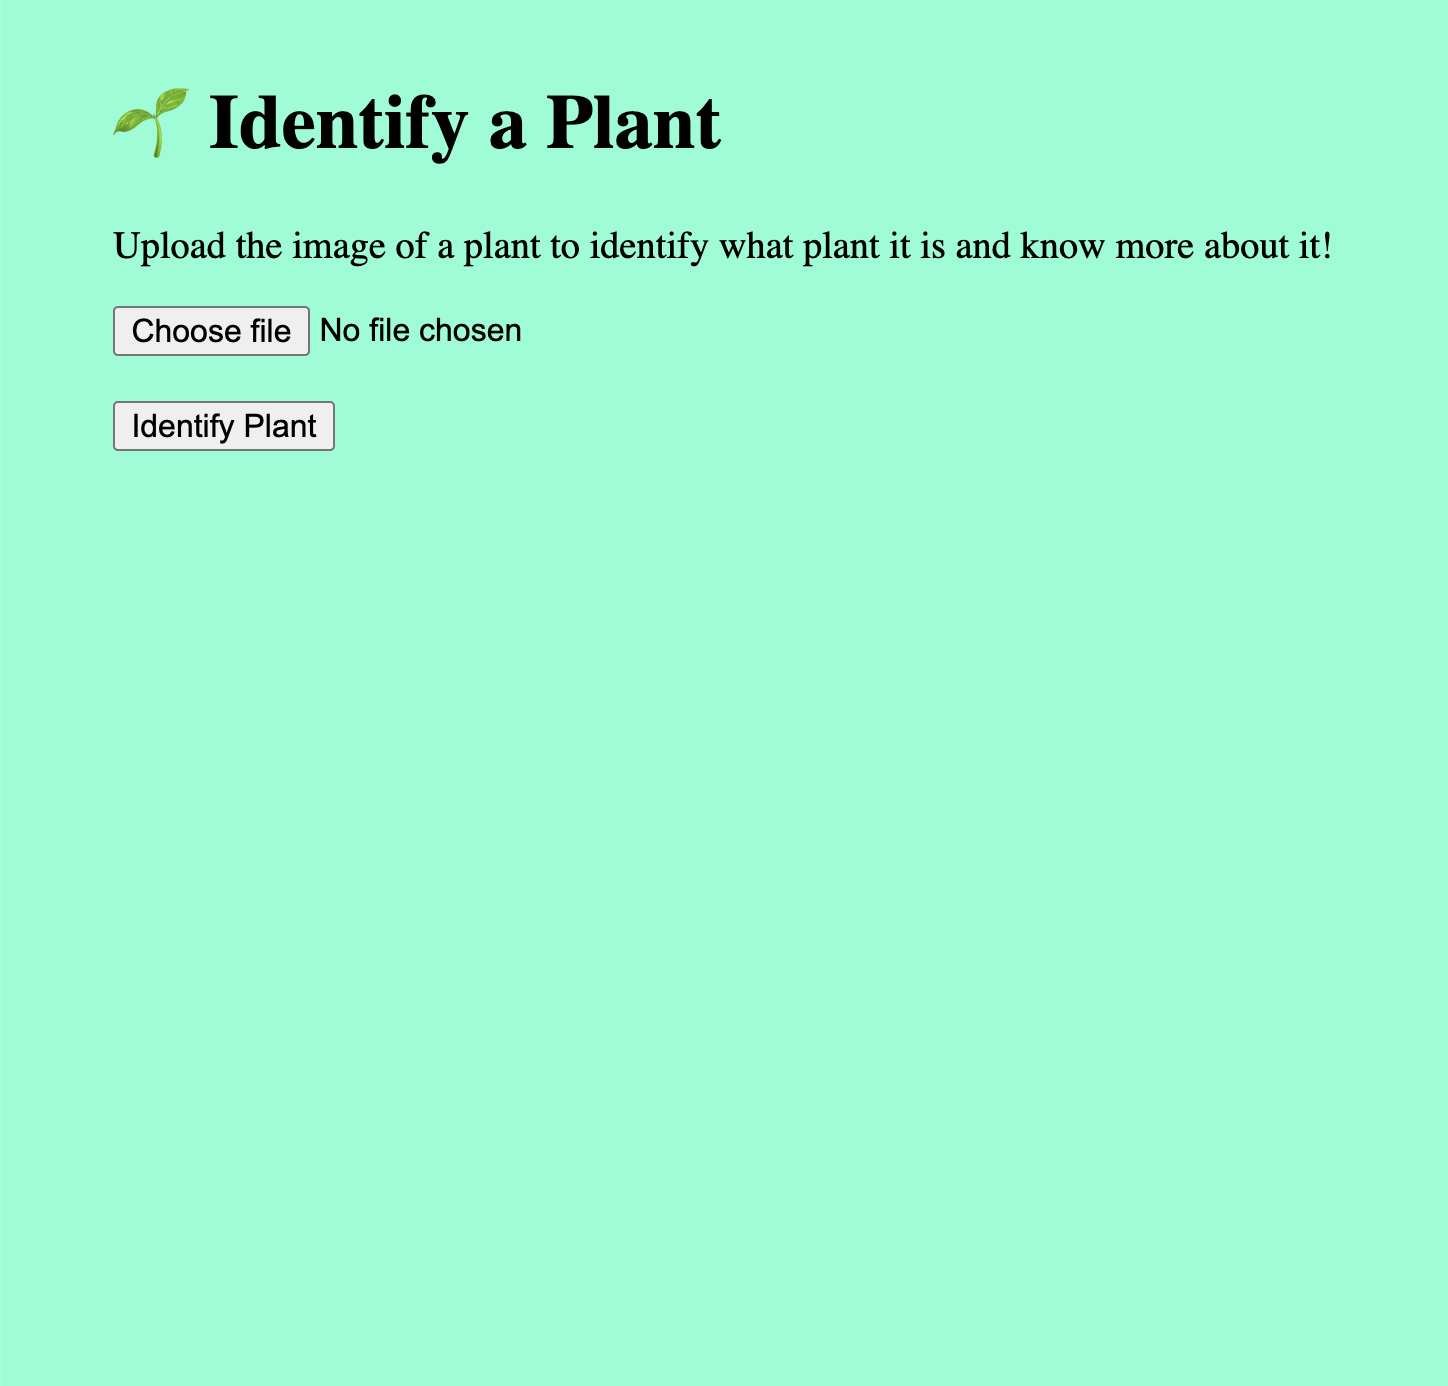 🌱 Identify a Plant
Upload the image of a plant to identify what plant it is and know more about it!
Choose file No file chosen
Identify Plant